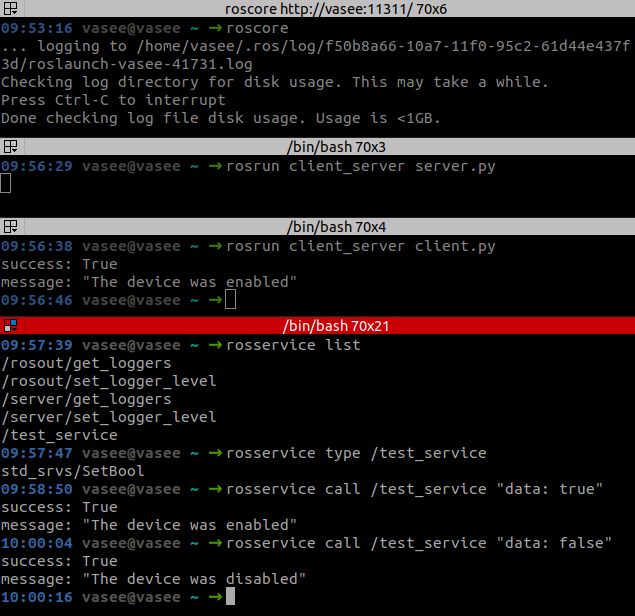 roscore http://vasee:11311/ 70x6
09:53:16 vasee@vasee ~ →roscore
... logging to /home/vasee/.ros/log/f50b8a66-10a7-11f0-95c2-61d44e437f
3d/roslaunch-vasee-41731.log
Checking log directory for disk usage. This may take a while.
Press Ctrl-C to interrupt
Done checking log file disk usage. Usage is <1GB.
/bin/bash 70x3
09:56:29 vasee@vasee ~ →rosrun client_server server.py
/bin/bash 70x4
09:56:38 vasee@vasee ~ →rosrun client_server client.py
success: True
message: "The device was enabled"
09:56:46 vasee@vasee ~ →
/bin/bash 70x21
09:57:39 vasee@vasee ~ →rosservice list
/rosout/get_loggers
/rosout/set_logger_level
/server/get_loggers
/server/set_logger_level
/test_service
09:57:47 vasee@vasee ~ →rosservice type /test_service
std_srvs/SetBool
09:58:50 vasee@vasee ~ →rosservice call /test_service "data: true"
success: True
message: "The device was enabled"
10:00:04 vasee@vasee ~ →rosservice call /test_service "data: false"
success: True
message: "The device was disabled"
10:00:16 vasee@vasee ~ →